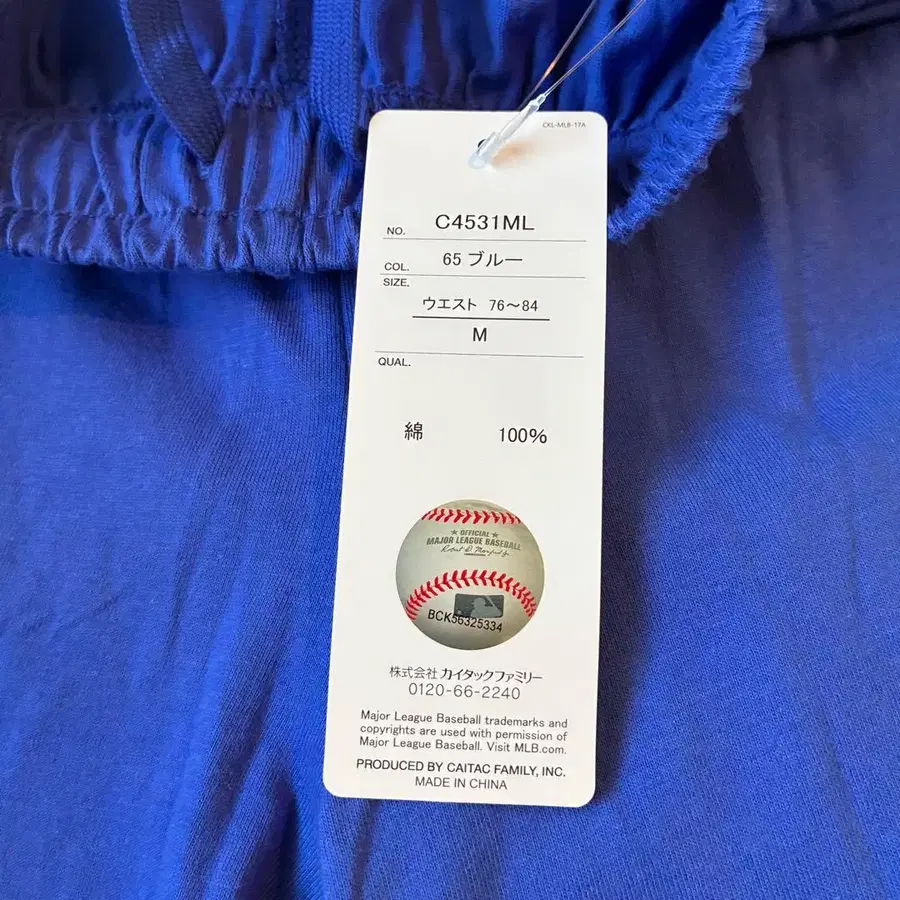 CKL-MLB-17A
NO. C4531ML
COL. 65 ブルー
SIZE.
ウエスト 76～84
M
QUAL.
綿 100%
★ OFFICIAL ★
MAJOR LEAGUE BASEBALL
Robert D. Manfred Jr.
BCK56325334
株式会社 カイタックファミリー
0120-66-2240
Major League Baseball trademarks and
copyrights are used with permission of
Major League Baseball. Visit MLB.com.
PRODUCED BY CAITAC FAMILY, INC.
MADE IN CHINA